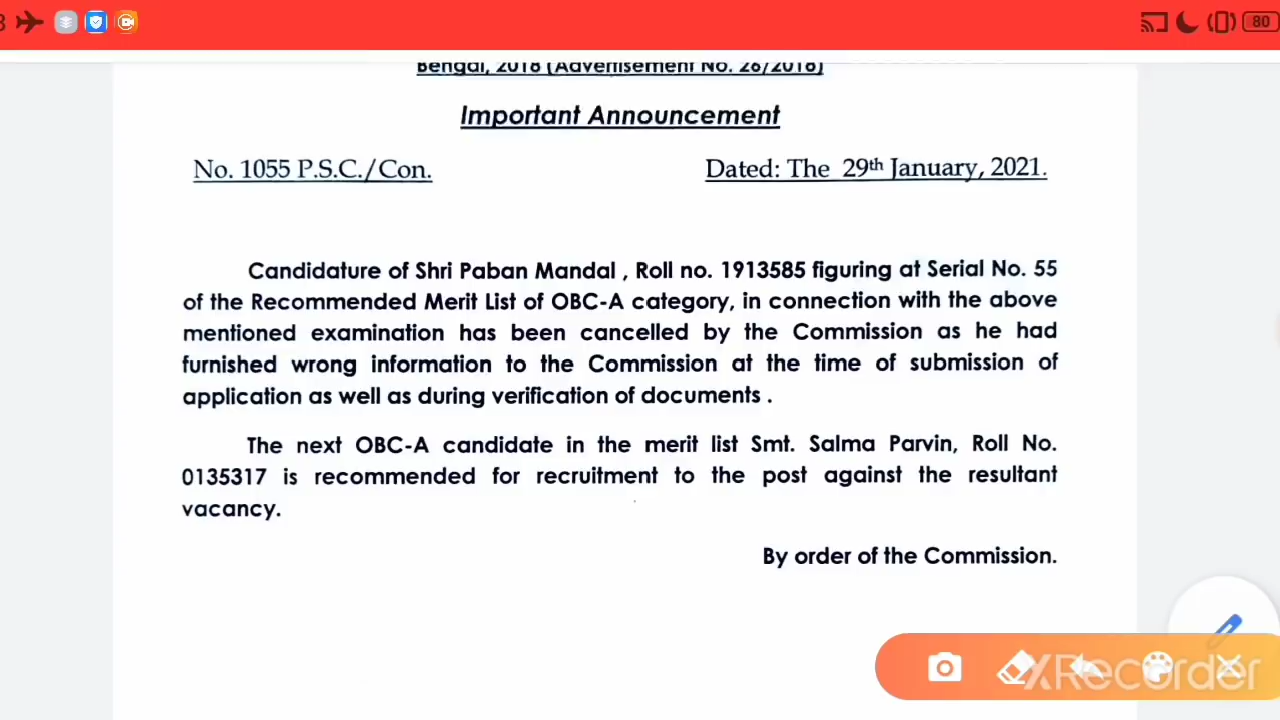 80
Bengal, 2018 (Advertisement No. 26/2018)
Important Announcement
No. 1055 P.S.C./Con. Dated: The 29th January, 2021.
Candidature of Shri Paban Mandal , Roll no. 1913585 figuring at Serial No. 55
of the Recommended Merit List of OBC-A category, in connection with the above
mentioned examination has been cancelled by the Commission as he had
furnished wrong information to the Commission at the time of submission of
application as well as during verification of documents .
The next OBC-A candidate in the merit list Smt. Salma Parvin, Roll No.
0135317 is recommended for recruitment to the post against the resultant
vacancy.
By order of the Commission.
XRecorder